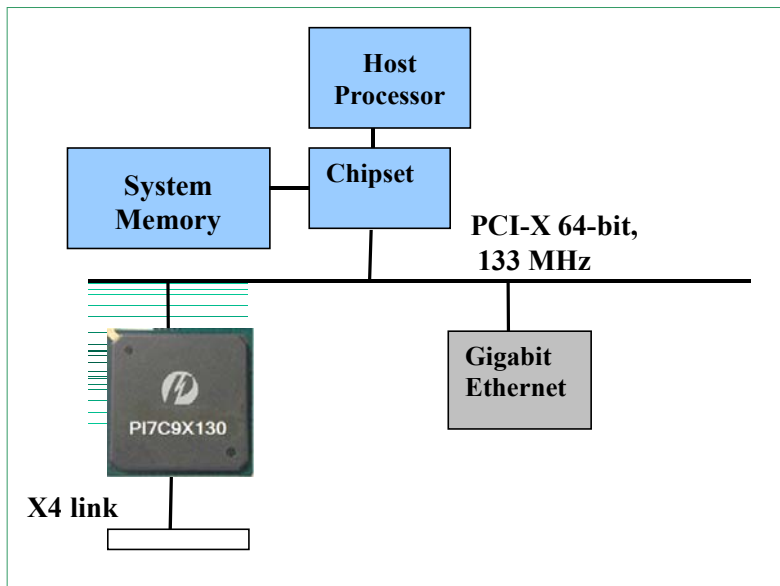 Host
Processor
System
Memory
Chipset
PCI-X 64-bit,
133 MHz
Gigabit
Ethernet
PI7C9X130
X4 link